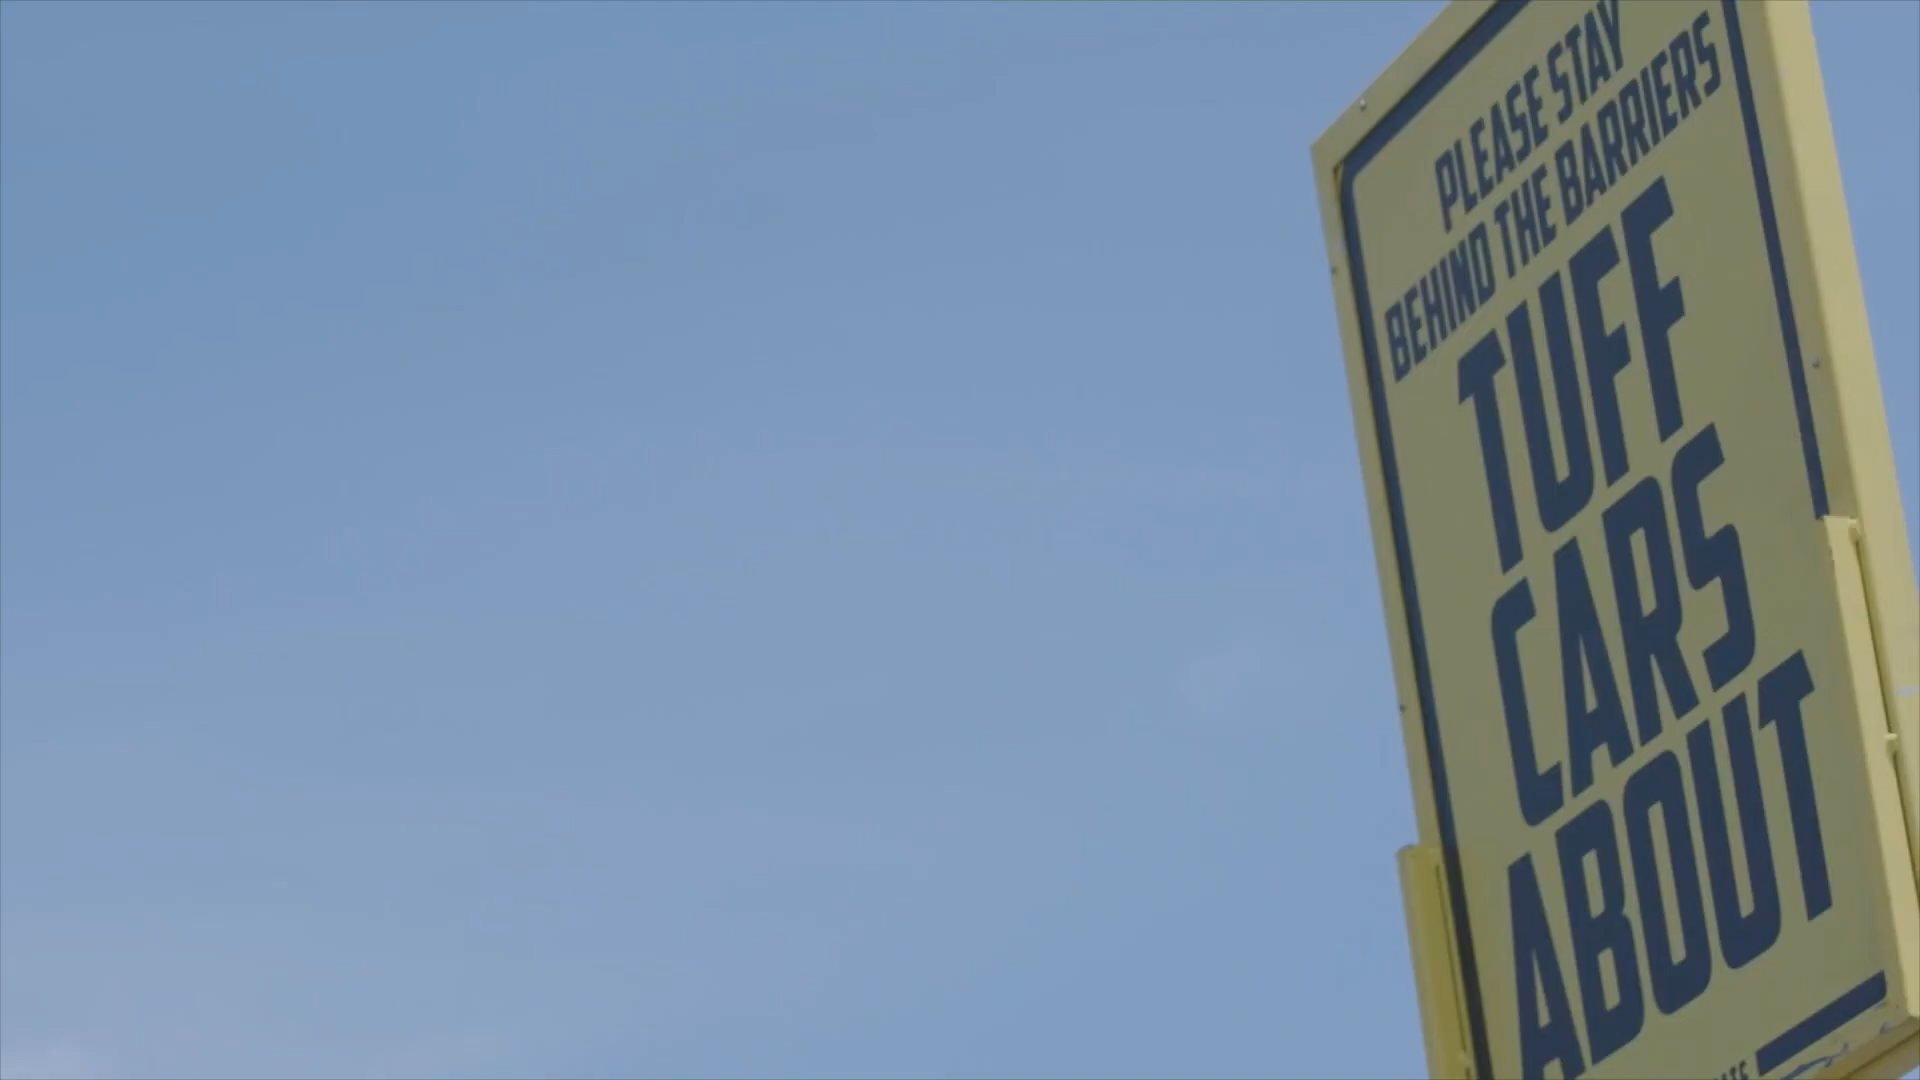 PLEASE STAY
BEHIND THE BARRIERS
TUFF
CARS
ABOUT